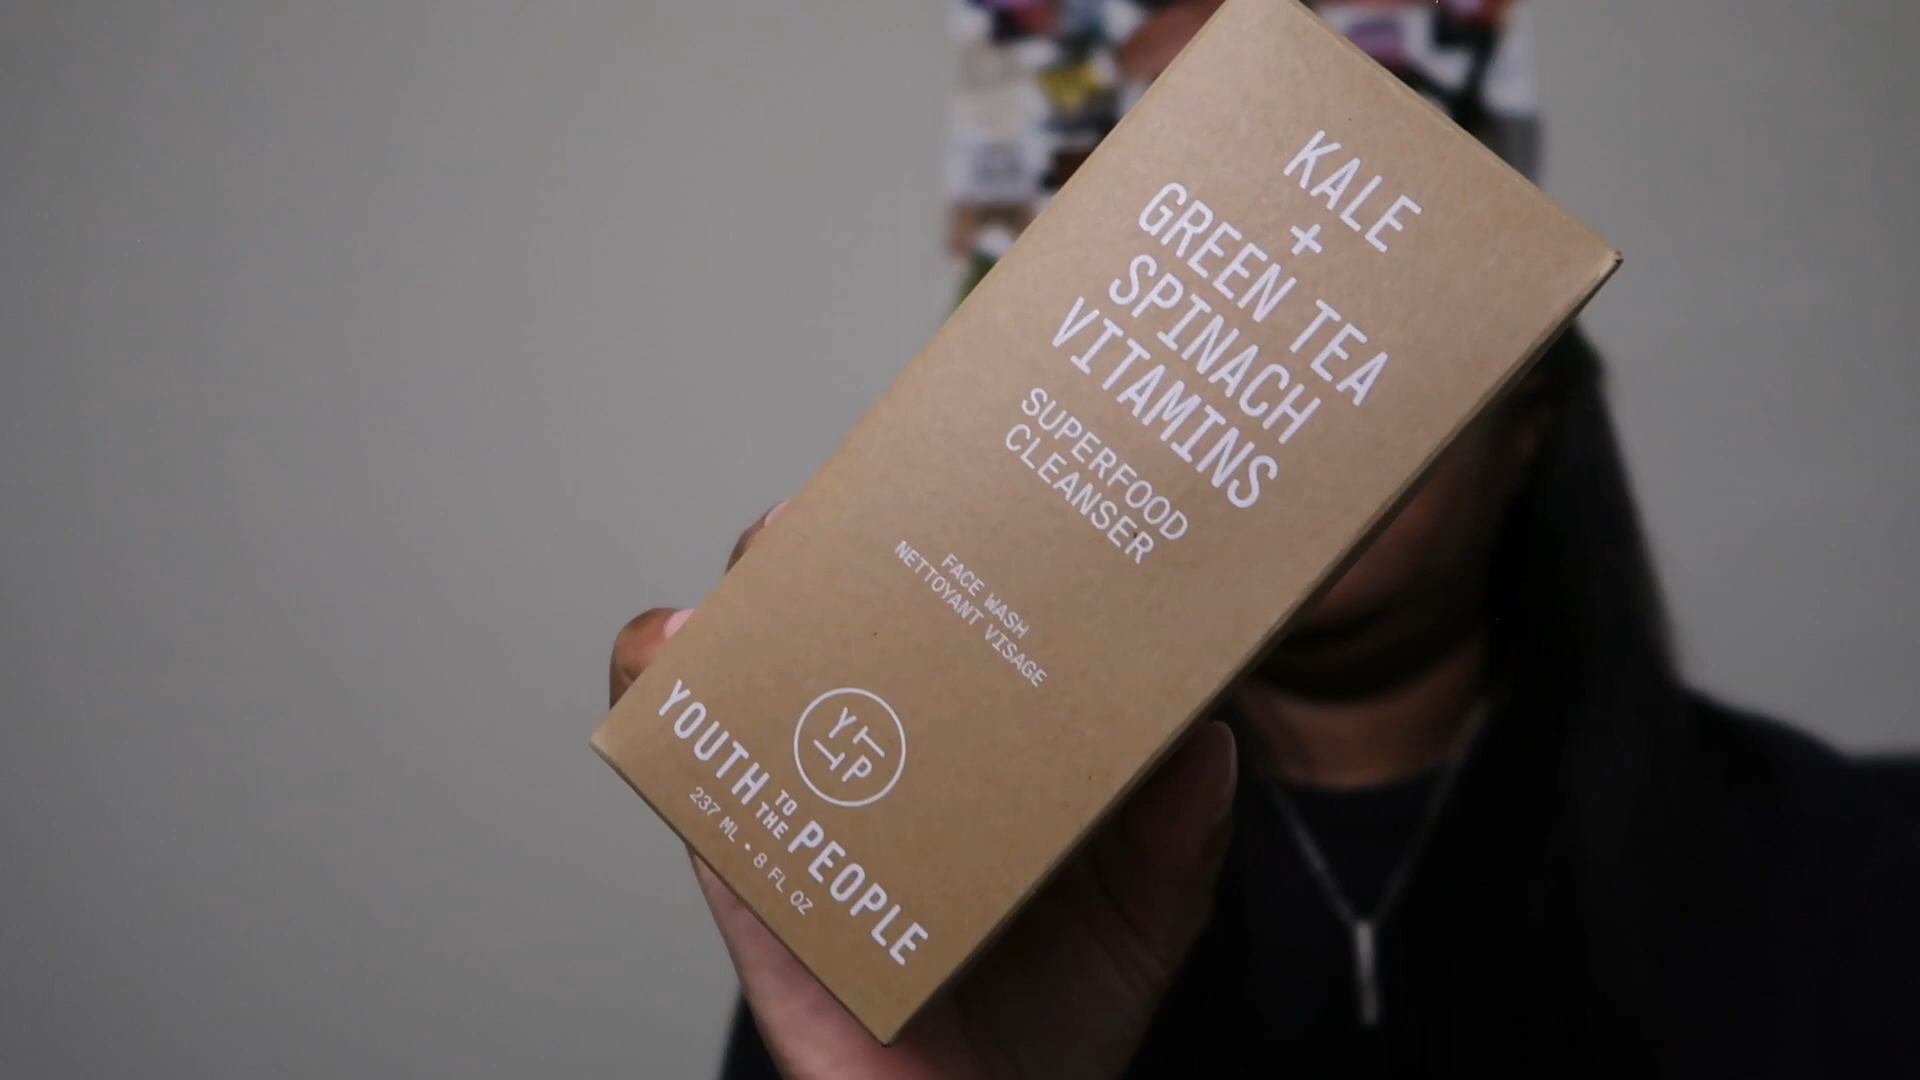 KALE
+
GREEN TEA
SPINACH
VITAMINS
SUPERFOOD
CLEANSER
FACE WASH
NETTOYANT VISAGE
YTTP
YOUTH TO THE PEOPLE
237 ML • 8 FL OZ